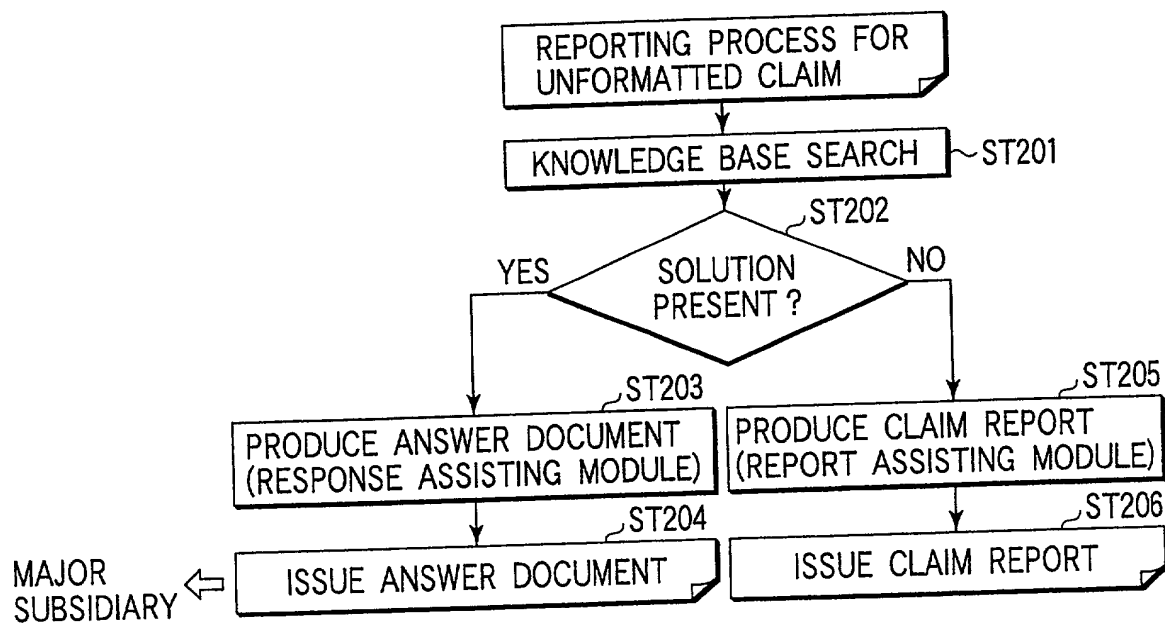 REPORTING PROCESS FOR
UNFORMATTED CLAIM
KNOWLEDGE BASE SEARCH
ST201
ST202
YES
SOLUTION
PRESENT ?
NO
ST203
PRODUCE ANSWER DOCUMENT
(RESPONSE ASSISTING MODULE)
ST205
PRODUCE CLAIM REPORT
(REPORT ASSISTING MODULE)
ST204
ISSUE ANSWER DOCUMENT
ST206
ISSUE CLAIM REPORT
MAJOR
SUBSIDIARY